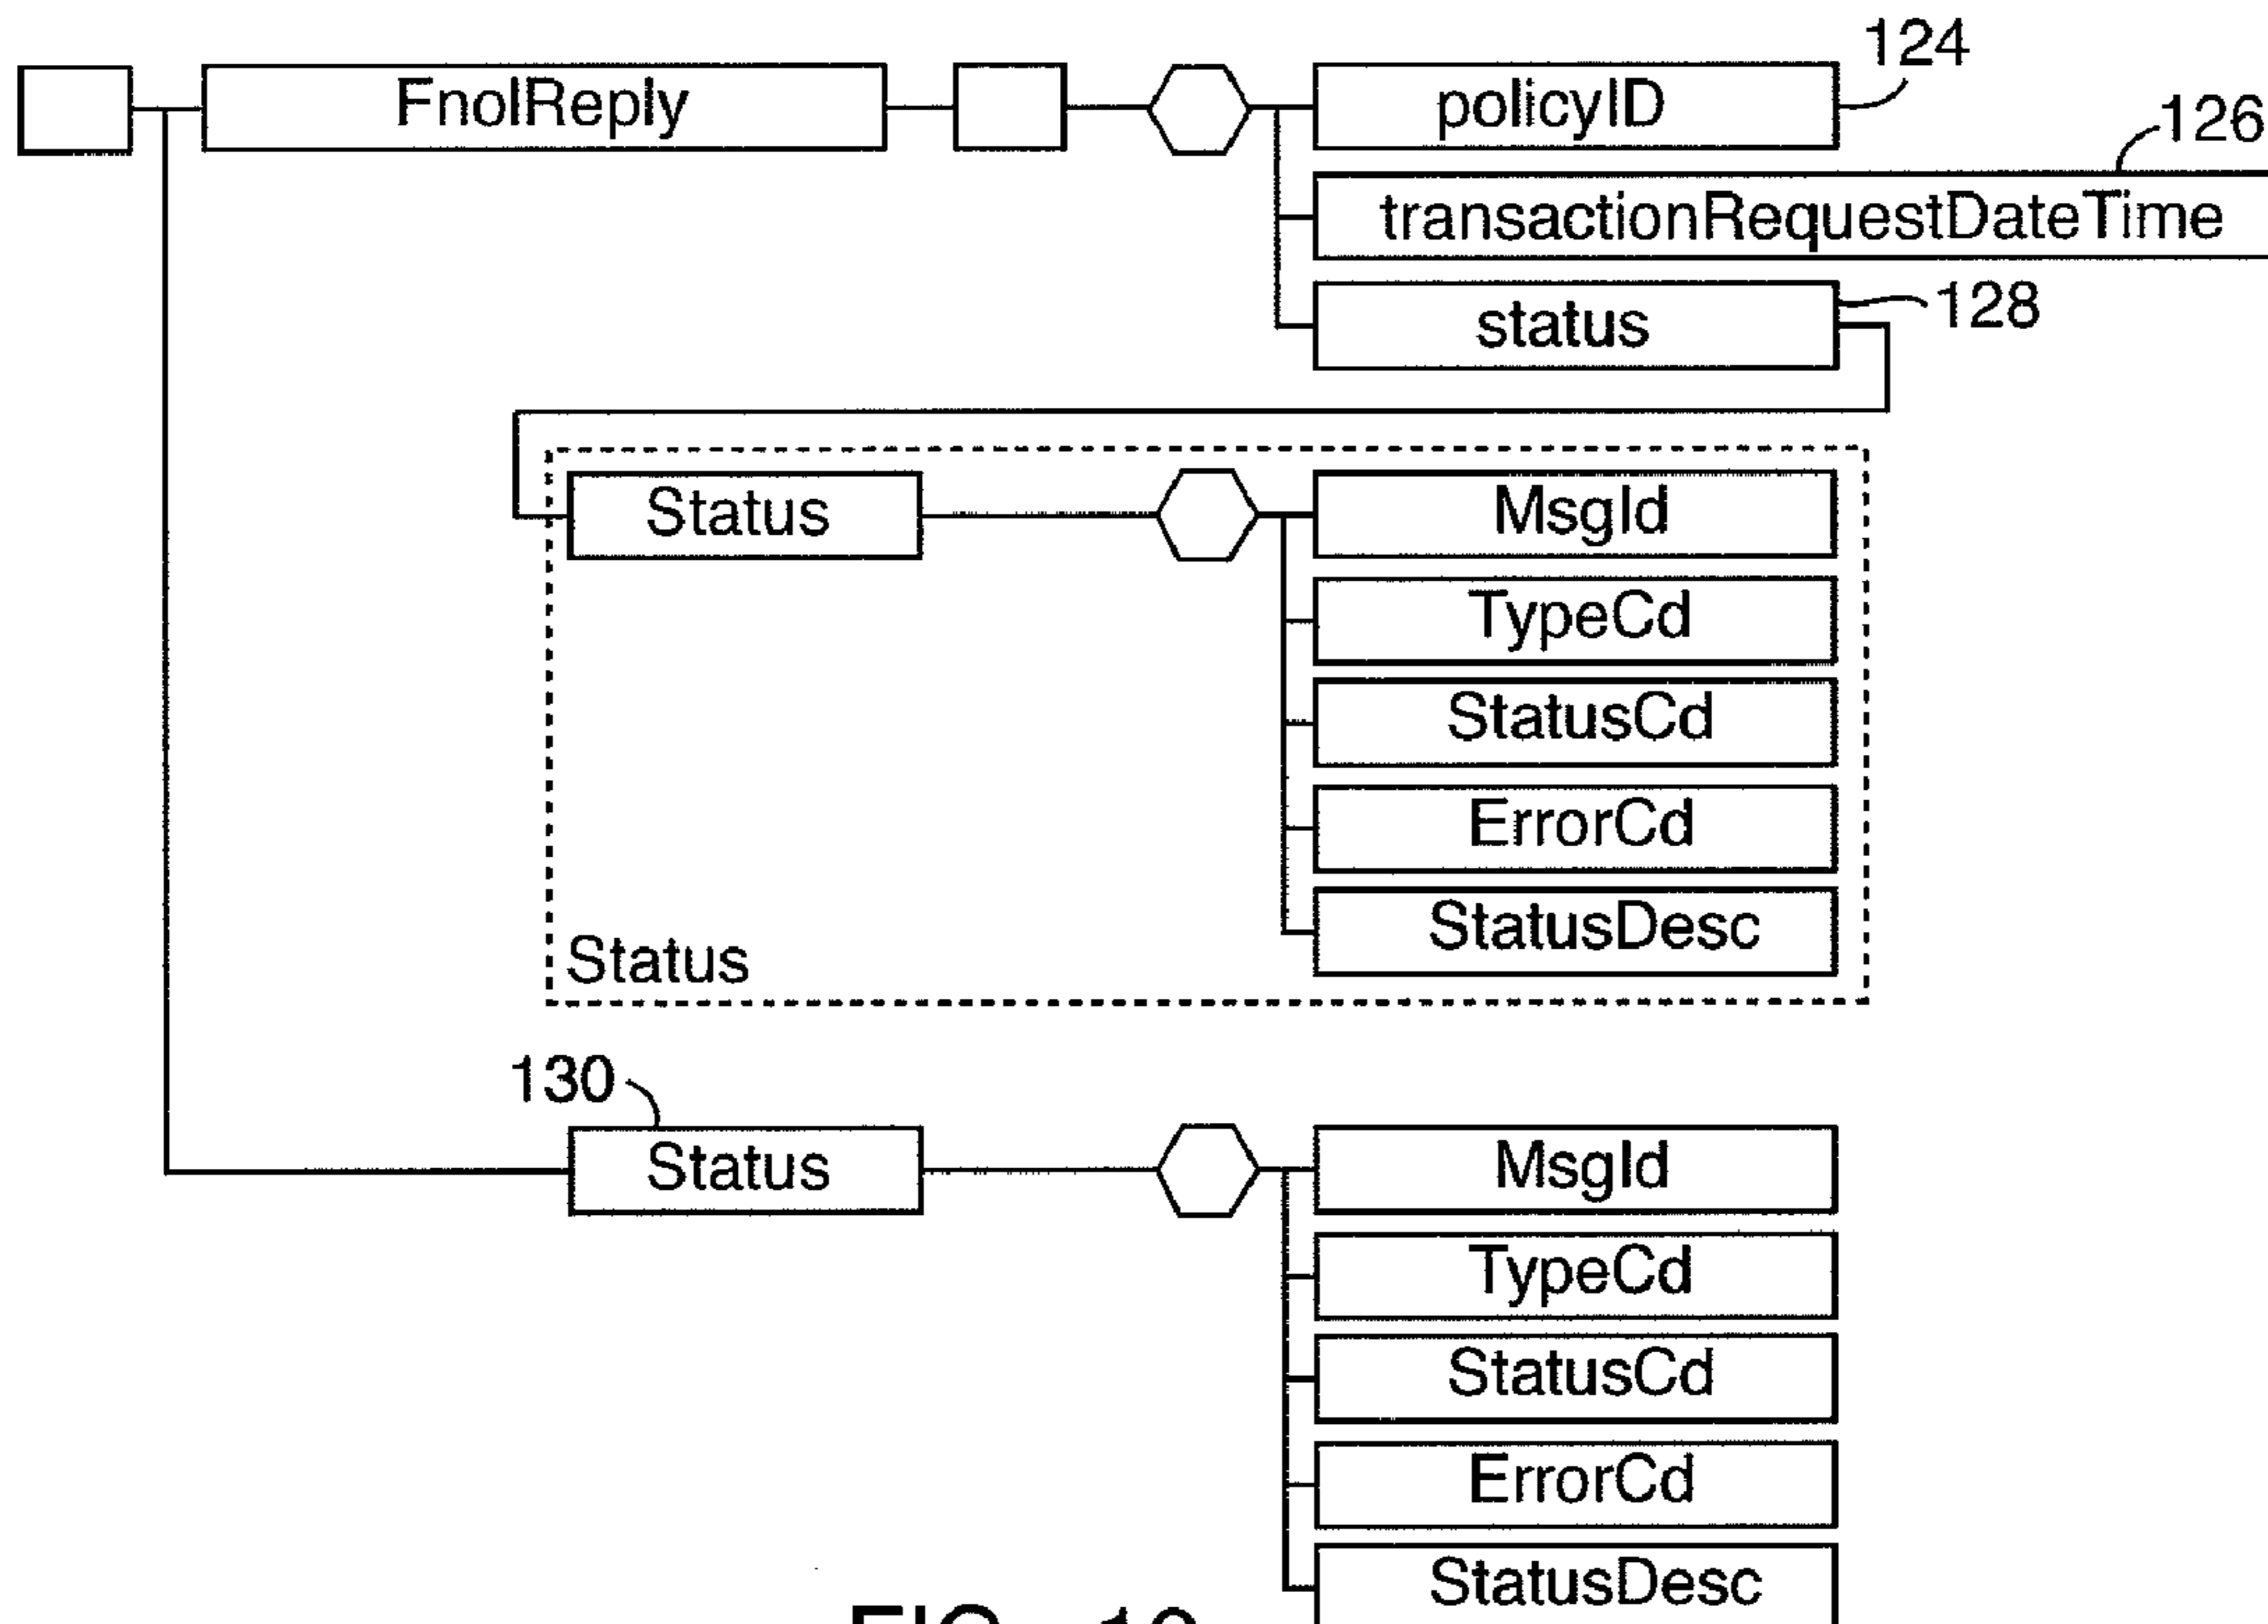 124
FnolReply
policyID
126
transactionRequestDateTime
128
status
Status
MsgId
TypeCd
StatusCd
ErrorCd
StatusDesc
Status
130
Status
MsgId
TypeCd
StatusCd
ErrorCd
StatusDesc